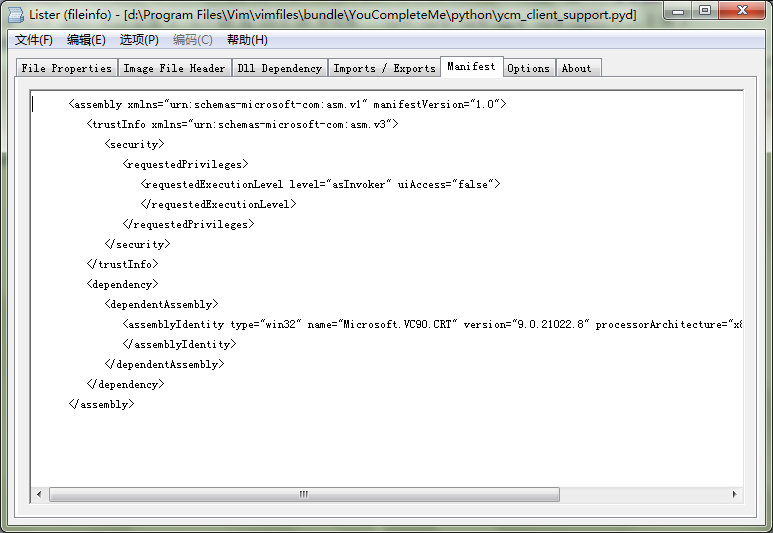 Lister (fileinfo) - [d:\Program Files\Vim\vimfiles\bundle\YouCompleteMe\python\ycm_client_support.pyd]
文件(F) 编辑(E) 选项(P) 编码(C) 帮助(H)
File Properties Image File Header Dll Dependency Imports / Exports Manifest Options About
<assembly xmlns="urn:schemas-microsoft-com:asm.v1" manifestVersion="1.0">
<trustInfo xmlns="urn:schemas-microsoft-com:asm.v3">
<security>
<requestedPrivileges>
<requestedExecutionLevel level="asInvoker" uiAccess="false">
</requestedExecutionLevel>
</requestedPrivileges>
</security>
</trustInfo>
<dependency>
<dependentAssembly>
<assemblyIdentity type="win32" name="Microsoft.VC90.CRT" version="9.0.21022.8" processorArchitecture="x8
</assemblyIdentity>
</dependentAssembly>
</dependency>
</assembly>